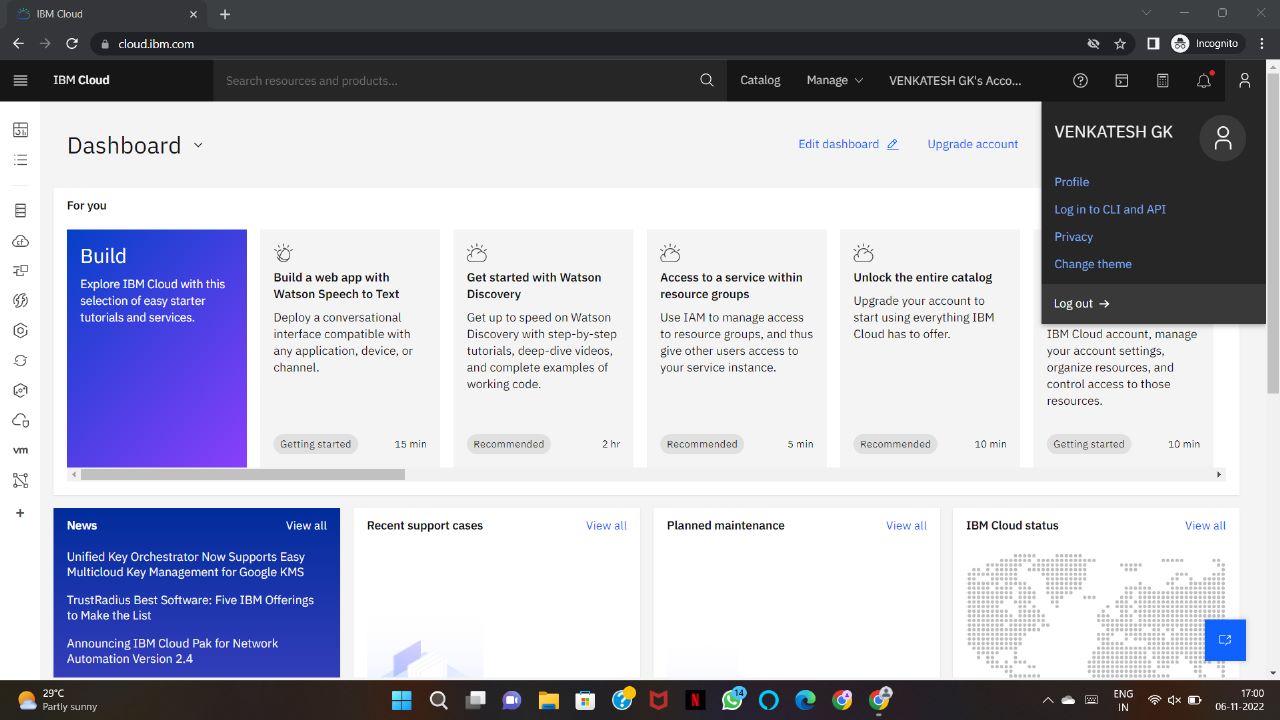 IBM Cloud
cloud.ibm.com
Incognito
IBM Cloud
Search resources and products...
Catalog
Manage
VENKATESH GK's Acco...
VENKATESH GK
Profile
Log in to CLI and API
Privacy
Change theme
Log out →
Dashboard
Edit dashboard
Upgrade account
For you
Build
Explore IBM Cloud with this
selection of easy starter
tutorials and services.
Build a web app with
Watson Speech to Text
Deploy a conversational
interface compatible with
any application, device, or
channel.
Getting started
15 min
Get started with Watson
Discovery
Get up to speed on Watson
Discovery with step-by-step
tutorials, deep-dive videos,
and complete examples of
working code.
Recommended
2 hr
Access to a service within
resource groups
Use IAM to manage
access to resource groups, and thus
give other users access to
your service instance.
Recommended
5 min
Unlock the entire catalog
Upgrade your account to
start using everything IBM
Cloud has to offer.
Recommended
10 min
IBM Cloud account, manage
your account settings,
organize resources, and
control access to those
resources.
Getting started
10 min
vm
News
View all
Unified Key Orchestrator Now Supports Easy
Multicloud Key Management for Google KMS
TrustRadius Best Software: Five IBM Offerings
to Make the List
Announcing IBM Cloud Pak for Network
Automation Version 2.4
Recent support cases
View all
Planned maintenance
View all
IBM Cloud status
View all
29°C
Partly sunny
14
ENG
IN
17:00
06-11-2022